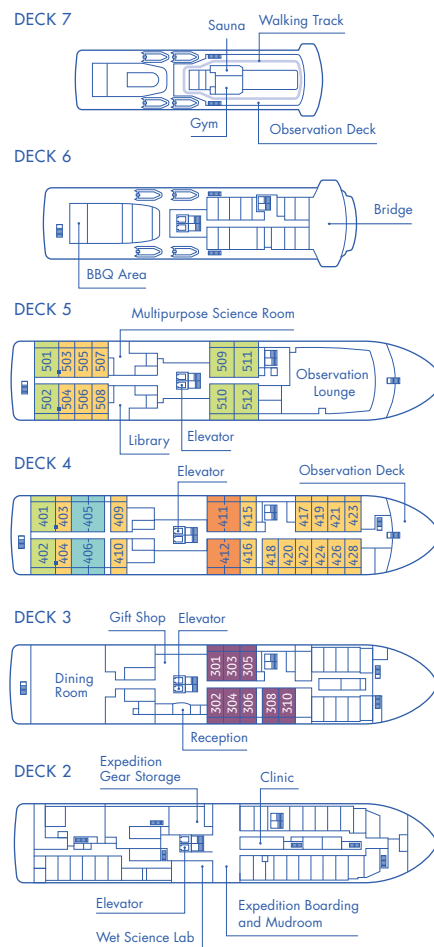 DECK 7
Sauna
Walking Track
Gym
Observation Deck
DECK 6
Bridge
BBQ Area
DECK 5
Multipurpose Science Room
501 503 505 507
509 511
502 504 506 508
510 512
Observation
Lounge
Library
Elevator
DECK 4
Elevator
Observation Deck
401 403 405 409
411 415
417 419 421 423
402 404 406 410
412 416 418 420 422 424 426 428
DECK 3
Gift Shop
Elevator
Dining
Room
301 303 305
302 304 306 308 310
Reception
DECK 2
Expedition
Gear Storage
Clinic
Elevator
Wet Science Lab
Expedition Boarding
and Mudroom